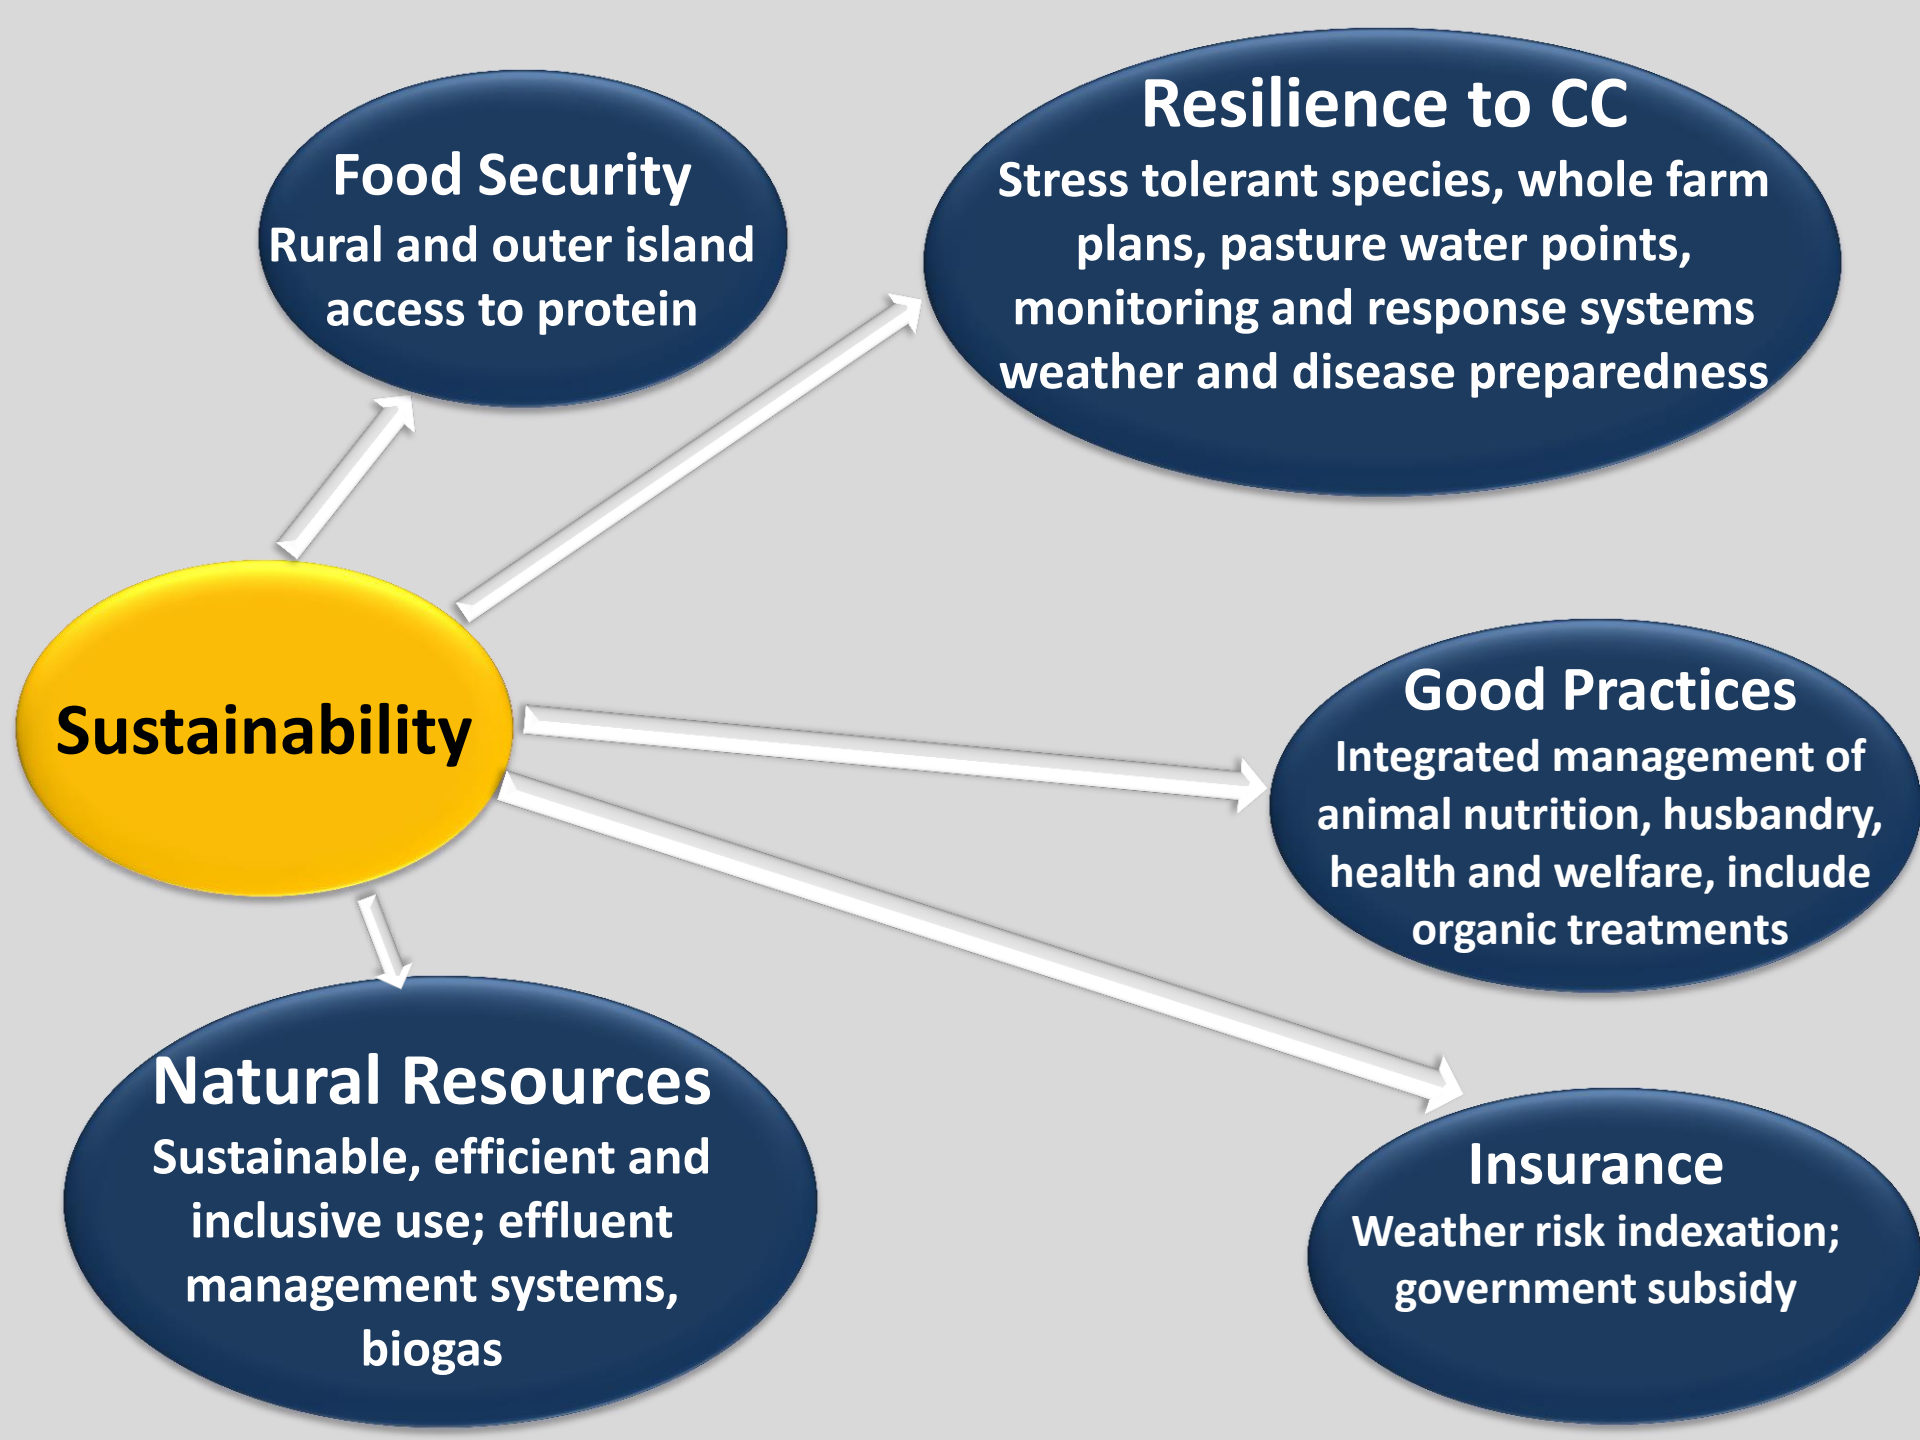 Food Security
Rural and outer island
access to protein
Resilience to CC
Stress tolerant species, whole farm
plans, pasture water points,
monitoring and response systems
weather and disease preparedness
Sustainability
Good Practices
Integrated management of
animal nutrition, husbandry,
health and welfare, include
organic treatments
Natural Resources
Sustainable, efficient and
inclusive use; effluent
management systems,
biogas
Insurance
Weather risk indexation;
government subsidy